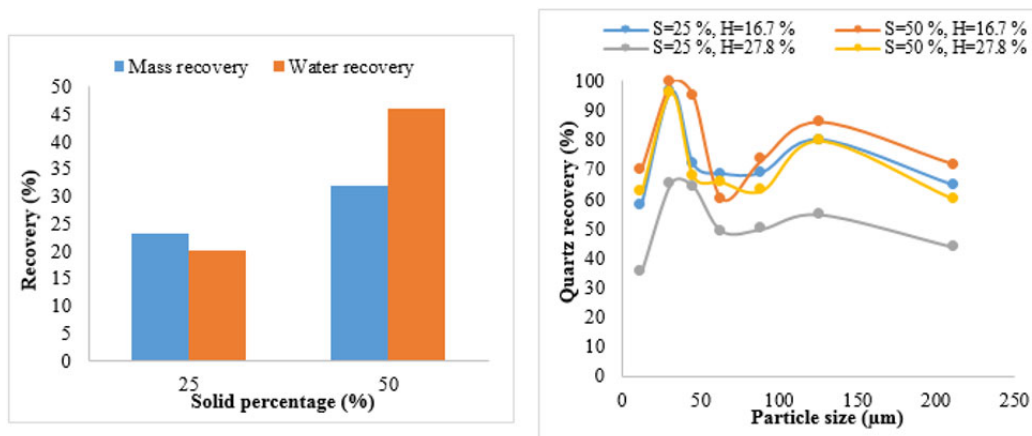 Mass recovery Water recovery
50
45
40
35
30
25
20
15
10
5
0
Recovery (%)
25 50
Solid percentage (%)
S=25 %, H=16.7 % S=50 %, H=16.7 %
S=25 %, H=27.8 % S=50 %, H=27.8 %
100
90
80
70
60
50
40
30
20
10
0
Quartz recovery (%)
0 50 100 150 200 250
Particle size (µm)